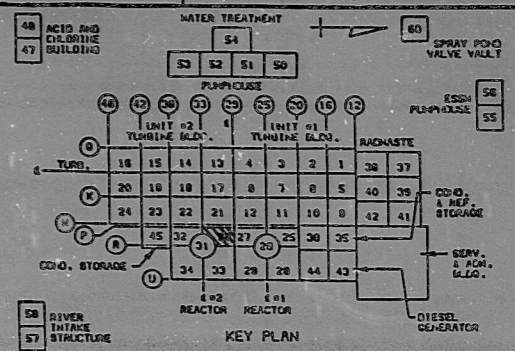 WATER TREATMENT
48
47
ACID AND
CHLORINE
BUILDING
54
53 52 51 50
PUMPHOUSE
60
SPRAY POND
VALVE VAULT
ESSW
PUMPHOUSE
56
55
46 42 38 33 29 25 20 16 12
UNIT #2
TURBINE BLDG.
UNIT #1
TURBINE BLDG.
RADWASTE
G
TURB.
16 15 14 13 4 3 2 1 38 37
K
20 19 18 17 8 7 6 5 40 39
24 23 22 21 12 11 10 9 42 41
P
R
45 32 31 27 26 25 36 35
COND.
& REF.
STORAGE
COND. STORAGE
U
34 33 29 28 44 43
SERV.
& ADM.
BLDG.
#2
REACTOR
#1
REACTOR
DIESEL
GENERATOR
58
57
RIVER
INTAKE
STRUCTURE
KEY PLAN